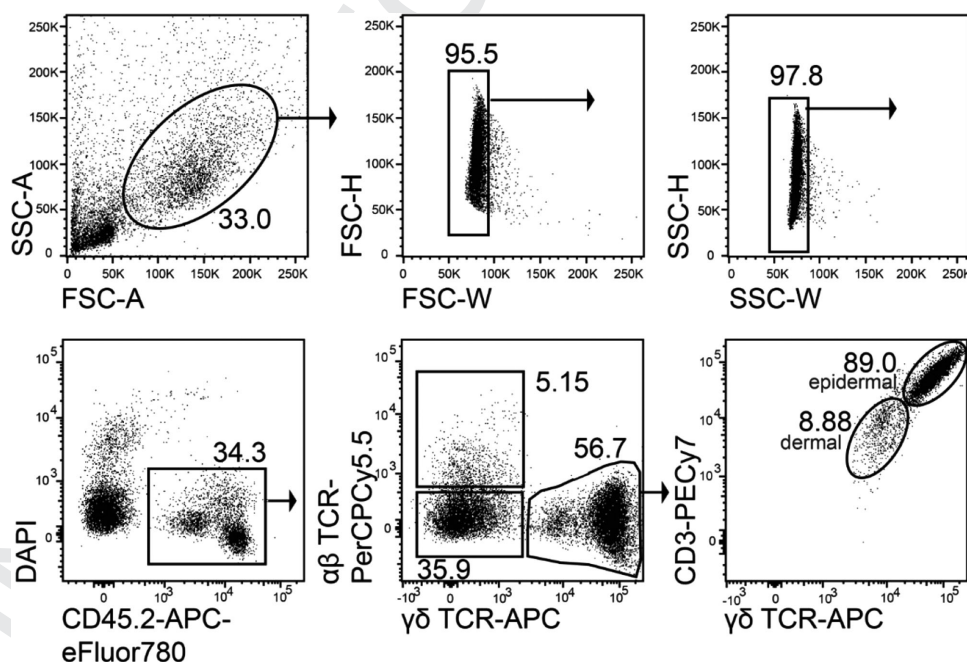 250K
200K
150K
100K
50K
0
33.0
SSC-A
0 50K 100K 150K 200K 250K
FSC-A
95.5
250K
200K
150K
100K
50K
0
FSC-H
0 50K 100K 150K 200K 250K
FSC-W
97.8
250K
200K
150K
100K
50K
0
SSC-H
0 50K 100K 150K 200K 250K
SSC-W
10^5
10^4
10^3
0
34.3
DAPI
0 10^3 10^4 10^5
CD45.2-APC-
eFluor780
10^5
10^4
10^3
0
5.15
56.7
35.9
αβ TCR-
PerCPCy5.5
-10^3 0 10^3 10^4 10^5
γδ TCR-APC
10^5
10^4
10^3
0
89.0
epidermal
8.88
dermal
CD3-PECy7
-10^3 0 10^3 10^4 10^5
γδ TCR-APC